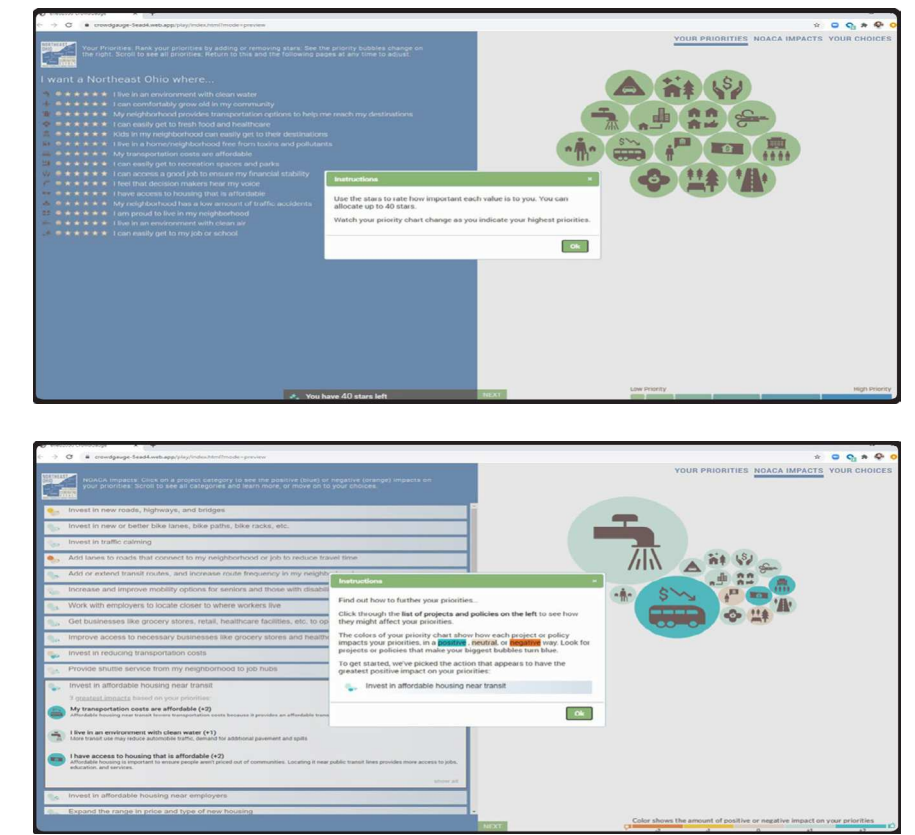 crowdgauge-5ead4.web.app/play/index.html?mode=preview
NORTHEAST OHIO
Your Priorities: Rank your priorities by adding or removing stars. See the priority bubbles change on
the right. Scroll to see all priorities; Return to this and the following pages at any time to adjust.
YOUR PRIORITIES NOACA IMPACTS YOUR CHOICES
I want a Northeast Ohio where...
I live in an environment with clean water
I can comfortably grow old in my community
My neighborhood provides transportation options to help me reach my destinations
I can easily get to fresh food and healthcare
Kids in my neighborhood can easily get to their destinations
I live in a home/neighborhood free from toxins and pollutants
My transportation costs are affordable
I can easily get to recreation spaces and parks
I can access a good job to ensure my financial stability
I feel that decision makers hear my voice
I have access to housing that is affordable
My neighborhood has a low amount of traffic accidents
I am proud to live in my neighborhood
I live in an environment with clean air
I can easily get to my job or school
Instructions
Use the stars to rate how important each value is to you. You can
allocate up to 40 stars.
Watch your priority chart change as you indicate your highest priorities.
Ok
You have 40 stars left
NEXT
Low Priority High Priority
crowdgauge-5ead4.web.app/play/index.html?mode=preview
NOACA Impacts: Click on a project category to see the positive (blue) or negative (orange) impacts on
your priorities. Scroll to see all categories and learn more, or move on to your choices.
YOUR PRIORITIES NOACA IMPACTS YOUR CHOICES
Invest in new roads, highways, and bridges
Invest in new or better bike lanes, bike paths, bike racks, etc.
Invest in traffic calming
Add lanes to roads that connect to my neighborhood or job to reduce travel time
Add or extend transit routes, and increase route frequency in my
Increase and improve mobility options for seniors and those with
Work with employers to locate closer to where workers live
Get businesses like grocery stores, retail, healthcare facilities, etc. to
Improve access to necessary businesses like grocery stores and
Invest in reducing transportation costs
Provide shuttle service from my neighborhood to job hubs
Invest in affordable housing near transit
3 greatest impacts based on your priorities:
My transportation costs are affordable (+3)
Affordable housing near transit lowers transportation costs because it provides an affordable
I live in an environment with clean water (+1)
More transit use may reduce automobile traffic, demand for additional pavement and spills
I have access to housing that is affordable (+2)
Affordable housing is important to ensure people aren't priced out of communities. Locating it near public transit lines provides more access to jobs,
education, and services.
show all
Invest in affordable housing near employers
Expand the range in price and type of new housing
Instructions
Find out how to further your priorities...
Click through the list of projects and policies on the left to see how
they might affect your priorities.
The colors of your priority chart show how each project or policy
impacts your priorities, in a positive, neutral, or negative way. Look for
projects or policies that make your biggest bubbles turn blue.
To get started, we've picked the action that appears to have the
greatest positive impact on your priorities:
Invest in affordable housing near transit
Ok
NEXT
Color shows the amount of positive or negative impact on your priorities